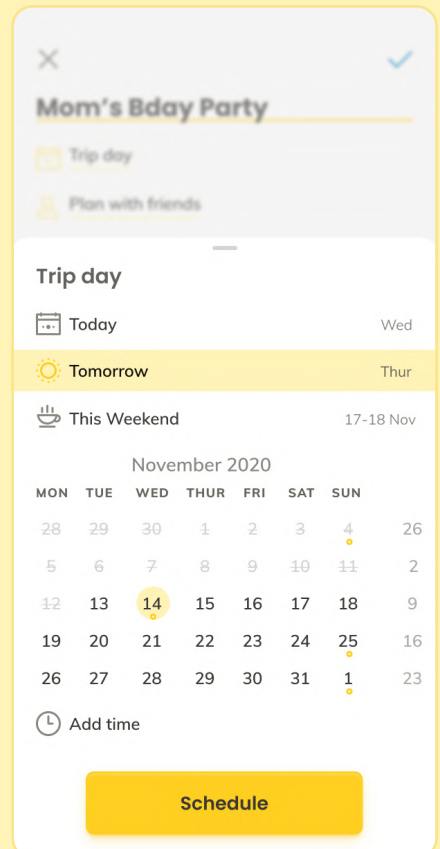 Mom's Bday Party
Trip day
Plan with friends
Trip day
Today Wed
Tomorrow Thur
This Weekend 17-18 Nov
November 2020
MON TUE WED THUR FRI SAT SUN
28 29 30 1 2 3 4 26
5 6 7 8 9 10 11 2
12 13 14 15 16 17 18 9
19 20 21 22 23 24 25 16
26 27 28 29 30 31 1 23
Add time
Schedule